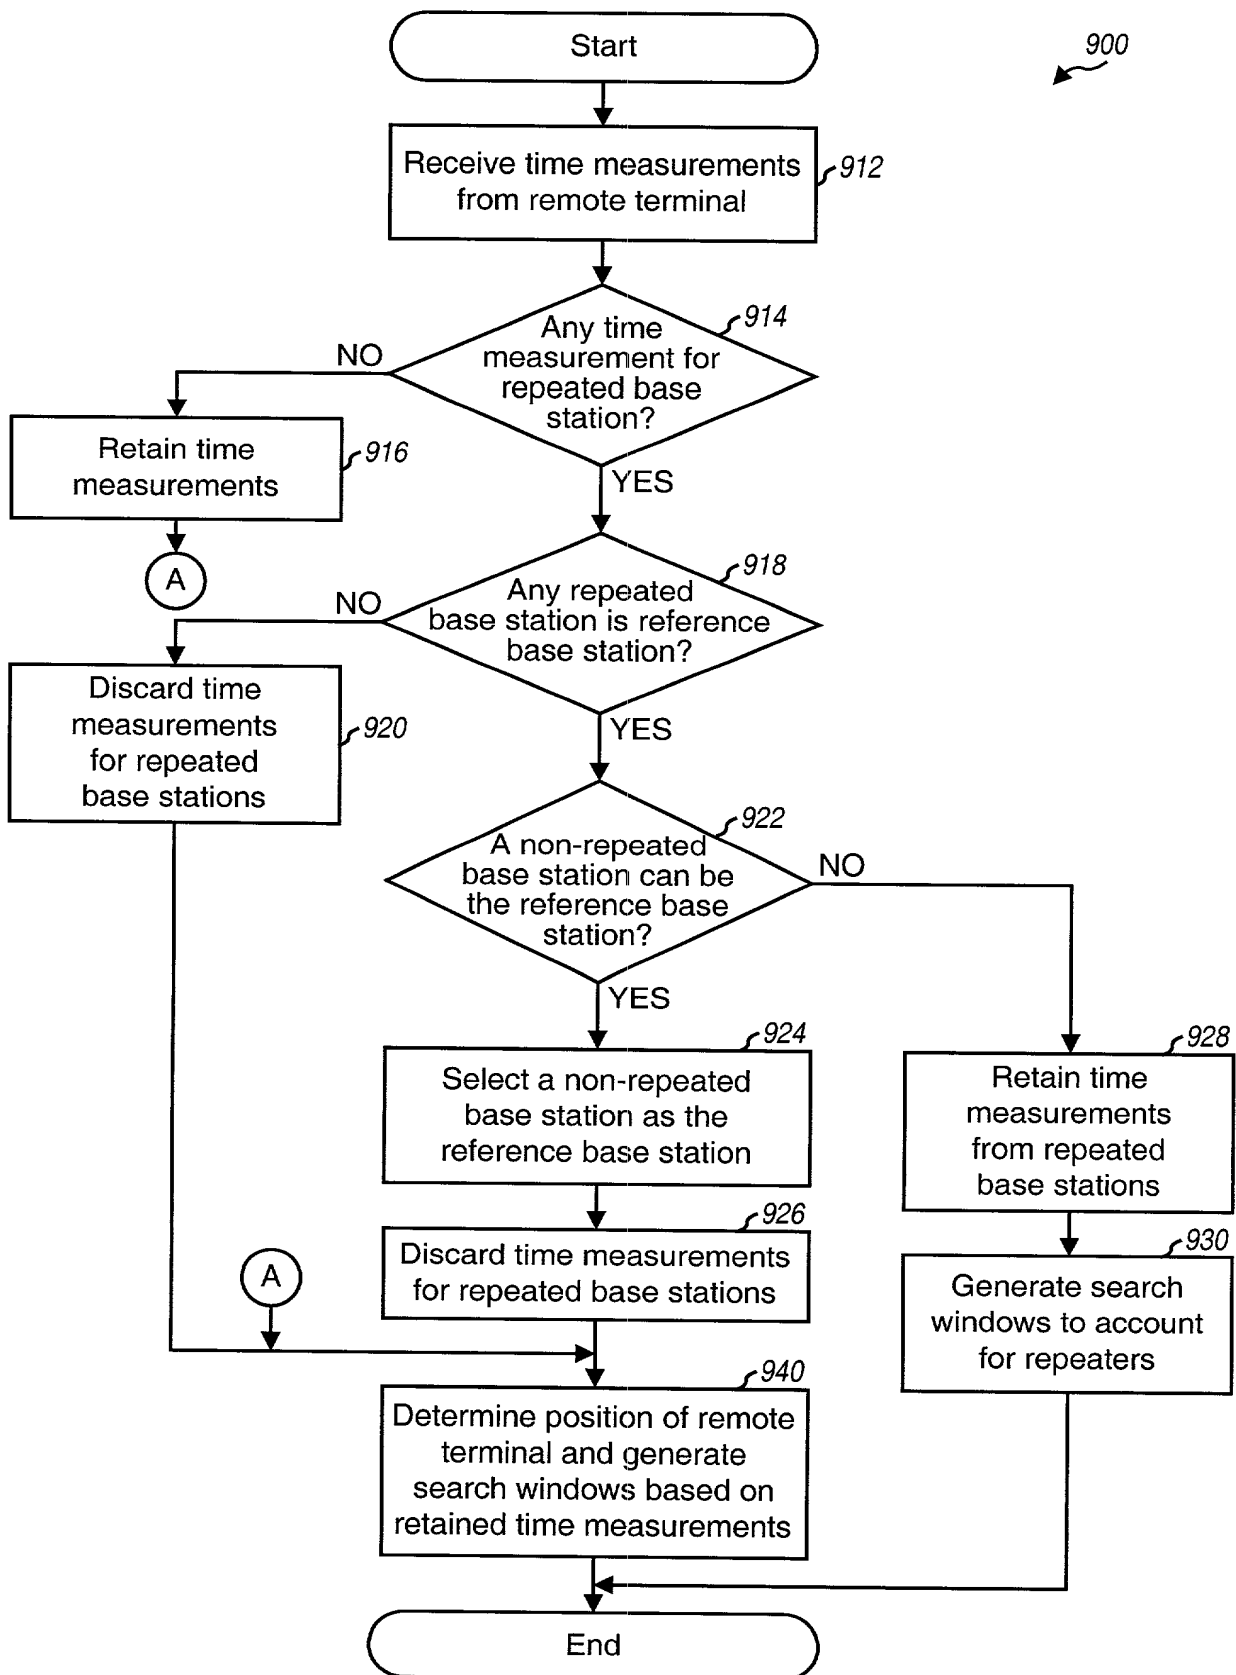 Start
900
Receive time measurements
from remote terminal
912
Any time
measurement for
repeated base
station?
914
NO
YES
Retain time
measurements
916
A
Any repeated
base station is reference
base station?
918
NO
YES
Discard time
measurements
for repeated
base stations
920
A non-repeated
base station can be
the reference base
station?
922
NO
YES
Select a non-repeated
base station as the
reference base station
924
Retain time
measurements
from repeated
base stations
928
Discard time measurements
for repeated base stations
926
Generate search
windows to account
for repeaters
930
A
Determine position of remote
terminal and generate
search windows based on
retained time measurements
940
End